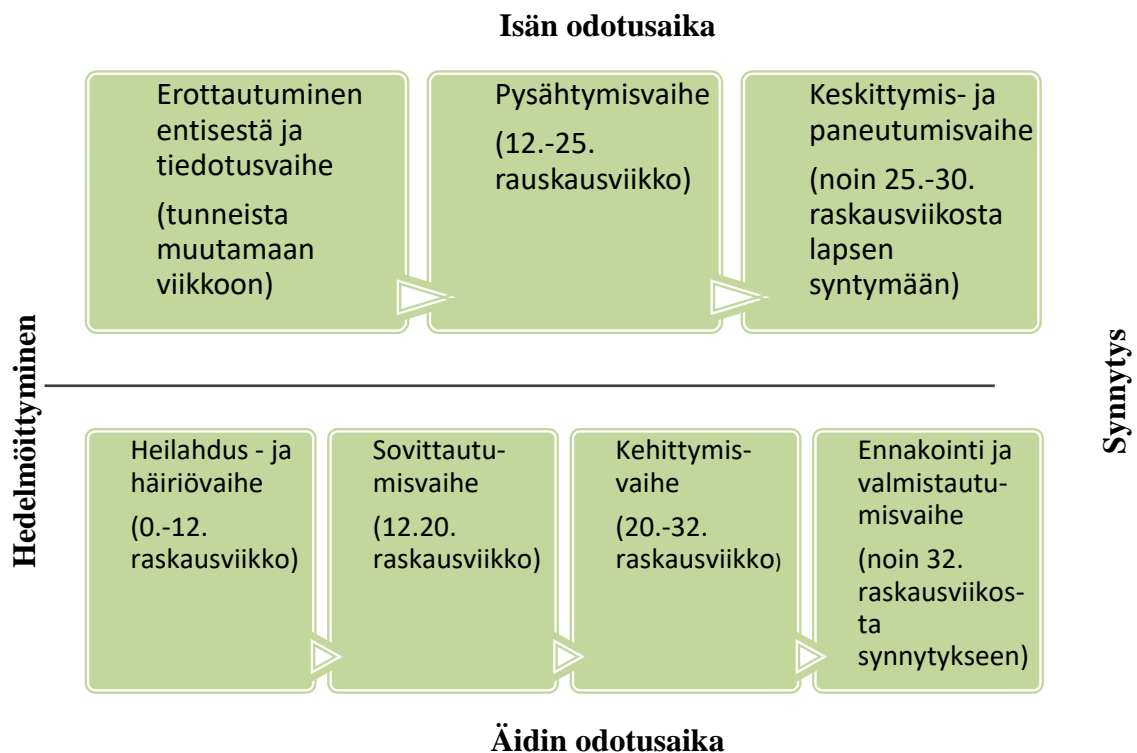 Isän odotusaika
Erottautuminen
entisestä ja
tiedotusvaihe
(tunneista
muutamaan
viikkoon)
Pysähtymisvaihe
(12.-25.
rauskausviikko)
Keskittymis- ja
paneutumisvaihe
(noin 25.-30.
raskausviikosta
lapsen
syntymään)
Hedelmöittyminen
Synnytys
Heilahdus - ja
häiriövaihe
(0.-12.
raskausviikko)
Sovittautu-
misvaihe
(12.20.
raskausviikko)
Kehittymis-
vaihe
(20.-32.
raskausviikko)
Ennakointi ja
valmistautu-
misvaihe
(noin 32.
raskausviikos-
ta
synnytykseen)
Äidin odotusaika